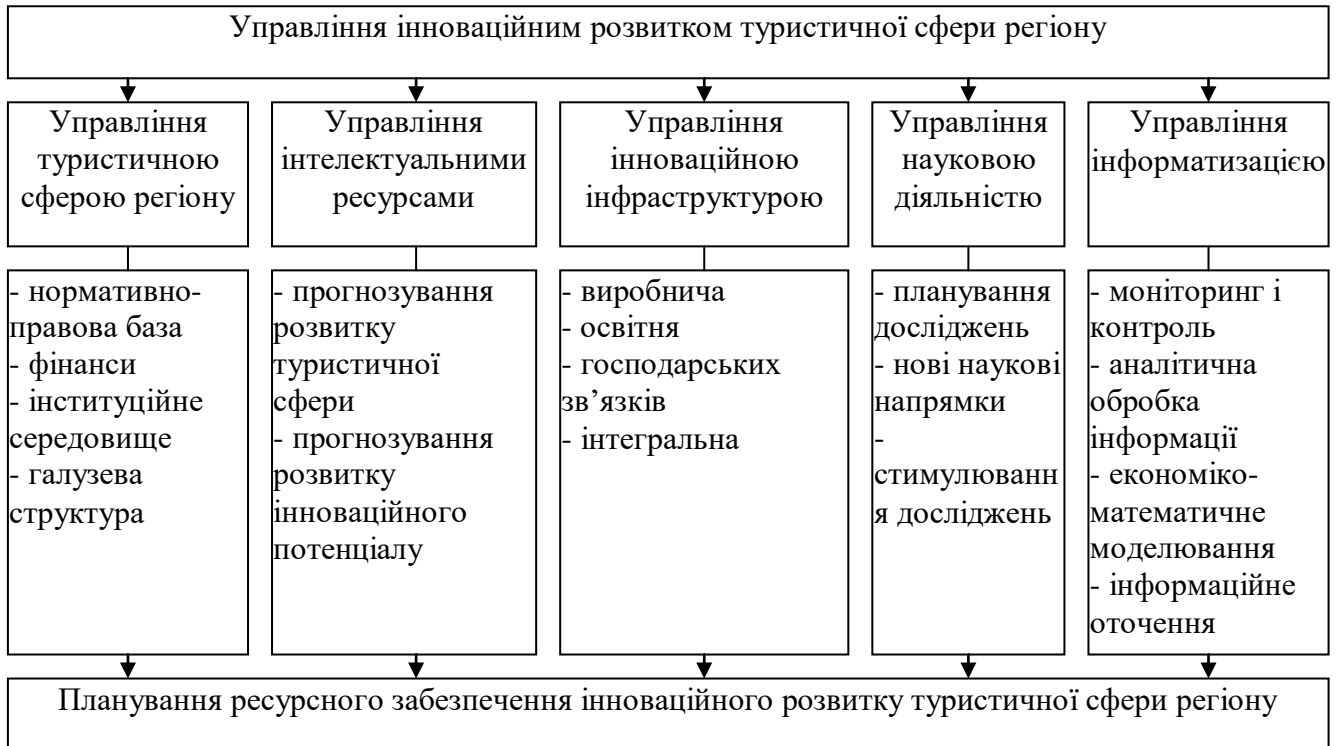 Управління інноваційним розвитком туристичної сфери регіону
Управління
туристичною
сферою регіону
Управління
інтелектуальними
ресурсами
Управління
інноваційною
інфраструктурою
Управління
науковою
діяльністю
Управління
інформатизацією
- нормативно-
правова база
- фінанси
- інституційне
середовище
- галузева
структура
- прогнозування
розвитку
туристичної
сфери
- прогнозування
розвитку
інноваційного
потенціалу
- виробнича
- освітня
- господарських
зв’язків
- інтегральна
- планування
досліджень
- нові наукові
напрямки
-
стимулюванн
я досліджень
- моніторинг і
контроль
- аналітична
обробка
інформації
- економіко-
математичне
моделювання
- інформаційне
оточення
Планування ресурсного забезпечення інноваційного розвитку туристичної сфери регіону